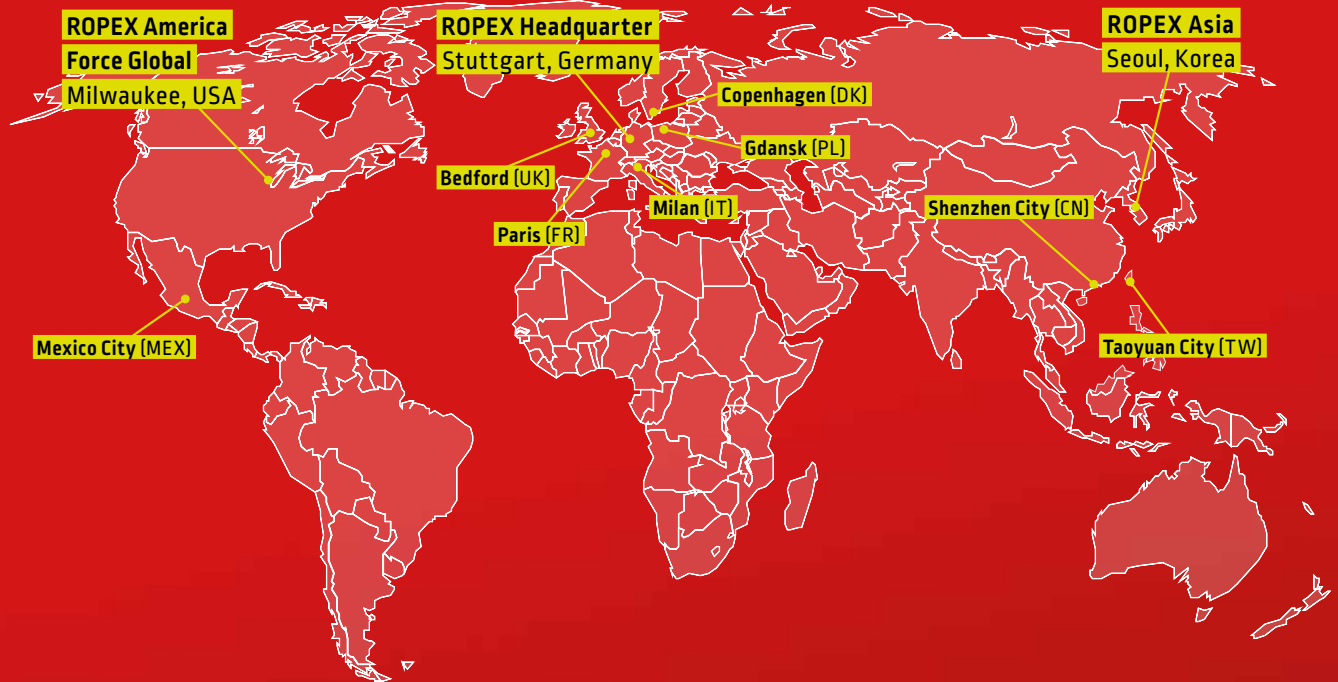 ROPEX America
Force Global
Milwaukee, USA
ROPEX Headquarter
Stuttgart, Germany
ROPEX Asia
Seoul, Korea
Copenhagen (DK)
Gdansk (PL)
Bedford (UK)
Milan (IT)
Shenzhen City (CN)
Paris (FR)
Mexico City (MEX)
Taoyuan City (TW)